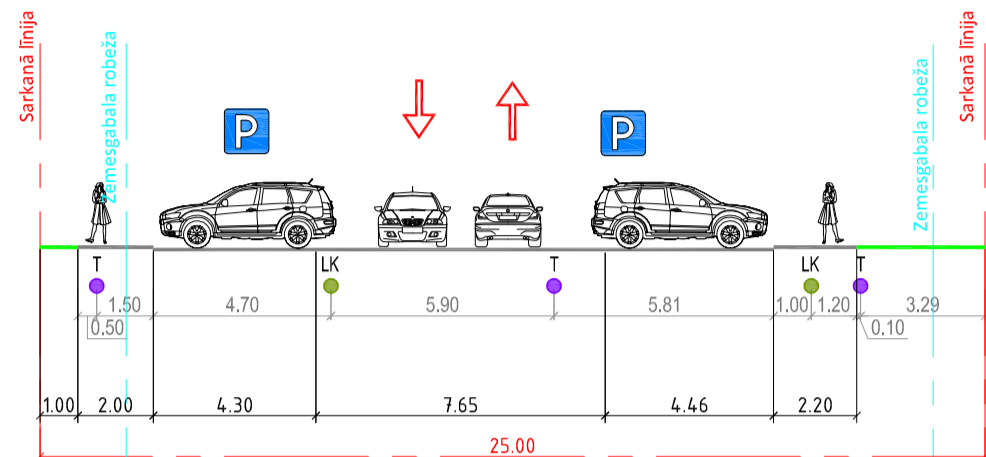 Sarkanā līnija
Zemesgabala robeža
P
P
Zemesgabala robeža
Sarkanā līnija
T
LK
T
LK
T
1.50
4.70
5.90
5.81
1.00
1.20
3.29
0.50
0.10
1.00
2.00
4.30
7.65
4.46
2.20
25.00